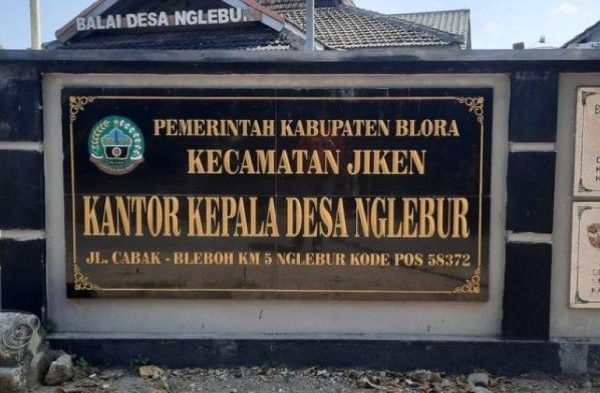 BALAI DESA NGLEBUR
PEMERINTAH KABUPATEN BLORA
KECAMATAN JIKEN
KANTOR KEPALA DESA NGLEBUR
JL. CABAK - BLEBOH KM 5 NGLEBUR KODE POS 58372